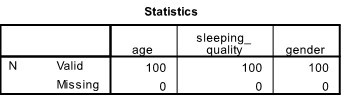 Statistics
age sleeping_ quality gender
N Valid 100 100 100
Missing 0 0 0